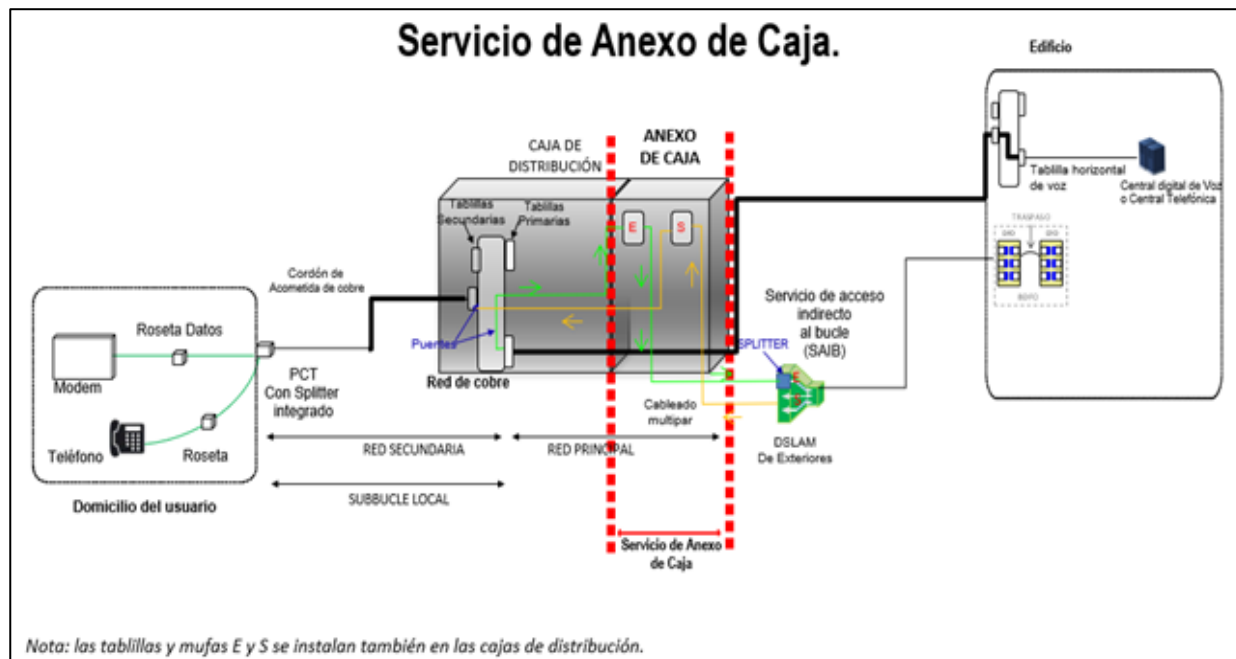 Servicio de Anexo de Caja.
Edificio
CAJA DE
DISTRIBUCIÓN
ANEXO
DE CAJA
Tablillas
Secundarias
Tablillas
Primarias
E
S
Tablilla horizontal
de voz
Central digital de Voz
o Central Telefónica
TRASPASO
Cordón de
Acometida de cobre
Servicio de acceso
indirecto
al bucle
(SAIB)
Roseta Datos
Modem
PCT
Con Splitter
integrado
Puentes
SPLITTER
E
Red de cobre
Cableado
multipar
DSLAM
De Exteriores
Teléfono
Roseta
RED SECUNDARIA
RED PRINCIPAL
SUBBUCLE LOCAL
Domicilio del usuario
Servicio de Anexo
de Caja
Nota: las tablillas y mufas E y S se instalan también en las cajas de distribución.